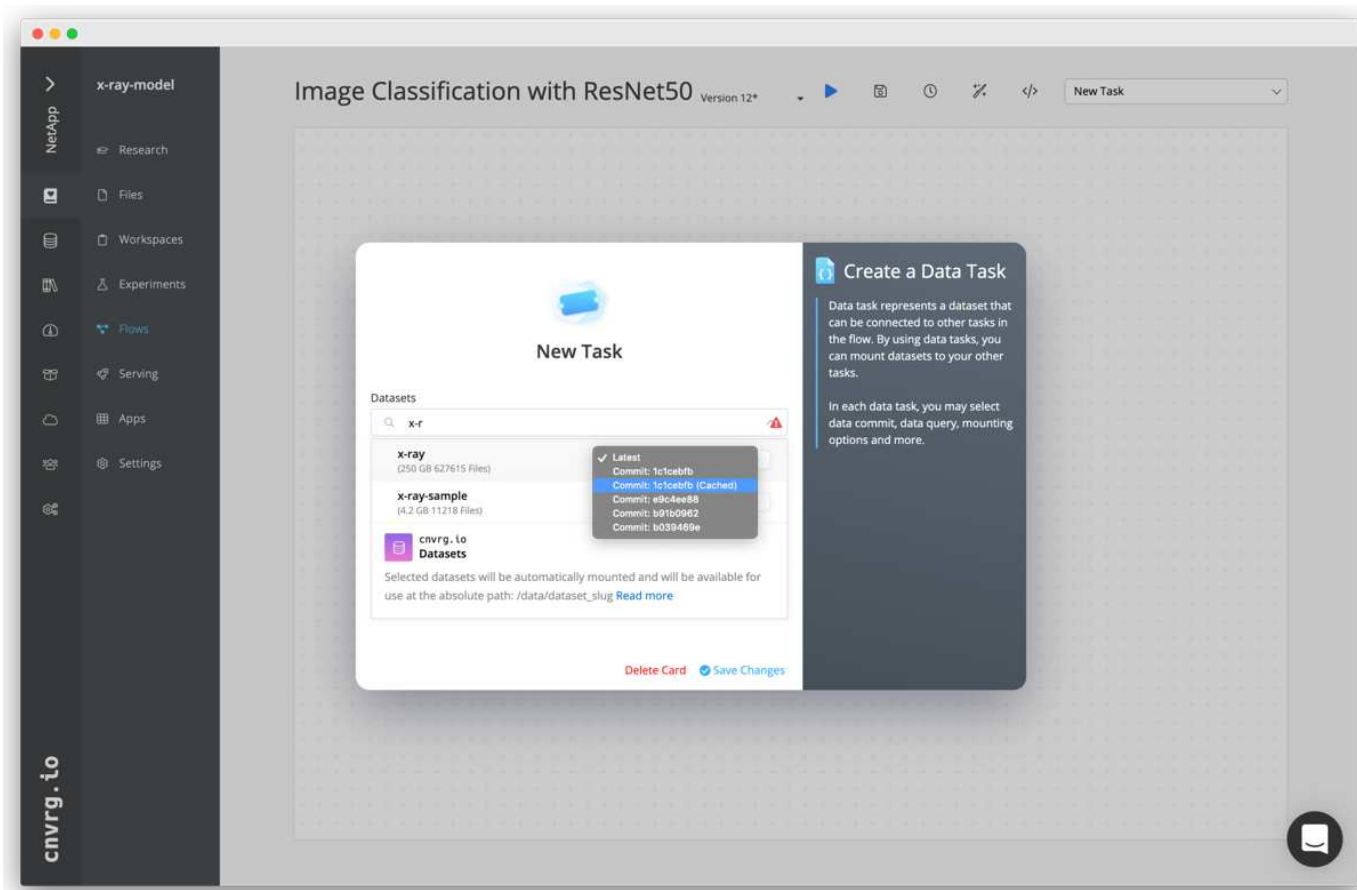 NetApp
cnvrg.io
x-ray-model
Research
Files
Workspaces
Experiments
Flows
Serving
Apps
Settings
Image Classification with ResNet50 Version 12*
New Task
New Task
Datasets
x-r
x-ray
(250 GB 627615 Files)
x-ray-sample
(4.2 GB 11218 Files)
✓ Latest
Commit: 1c1cebfb
Commit: 1c1cebfb (Cached)
Commit: e9c4ee88
Commit: b91b0962
Commit: b039469e
cnvrg.io
Datasets
Selected datasets will be automatically mounted and will be available for
use at the absolute path: /data/dataset_slug Read more
Delete Card Save Changes
Create a Data Task
Data task represents a dataset that
can be connected to other tasks in
the flow. By using data tasks, you
can mount datasets to your other
tasks.
In each data task, you may select
data commit, data query, mounting
options and more.